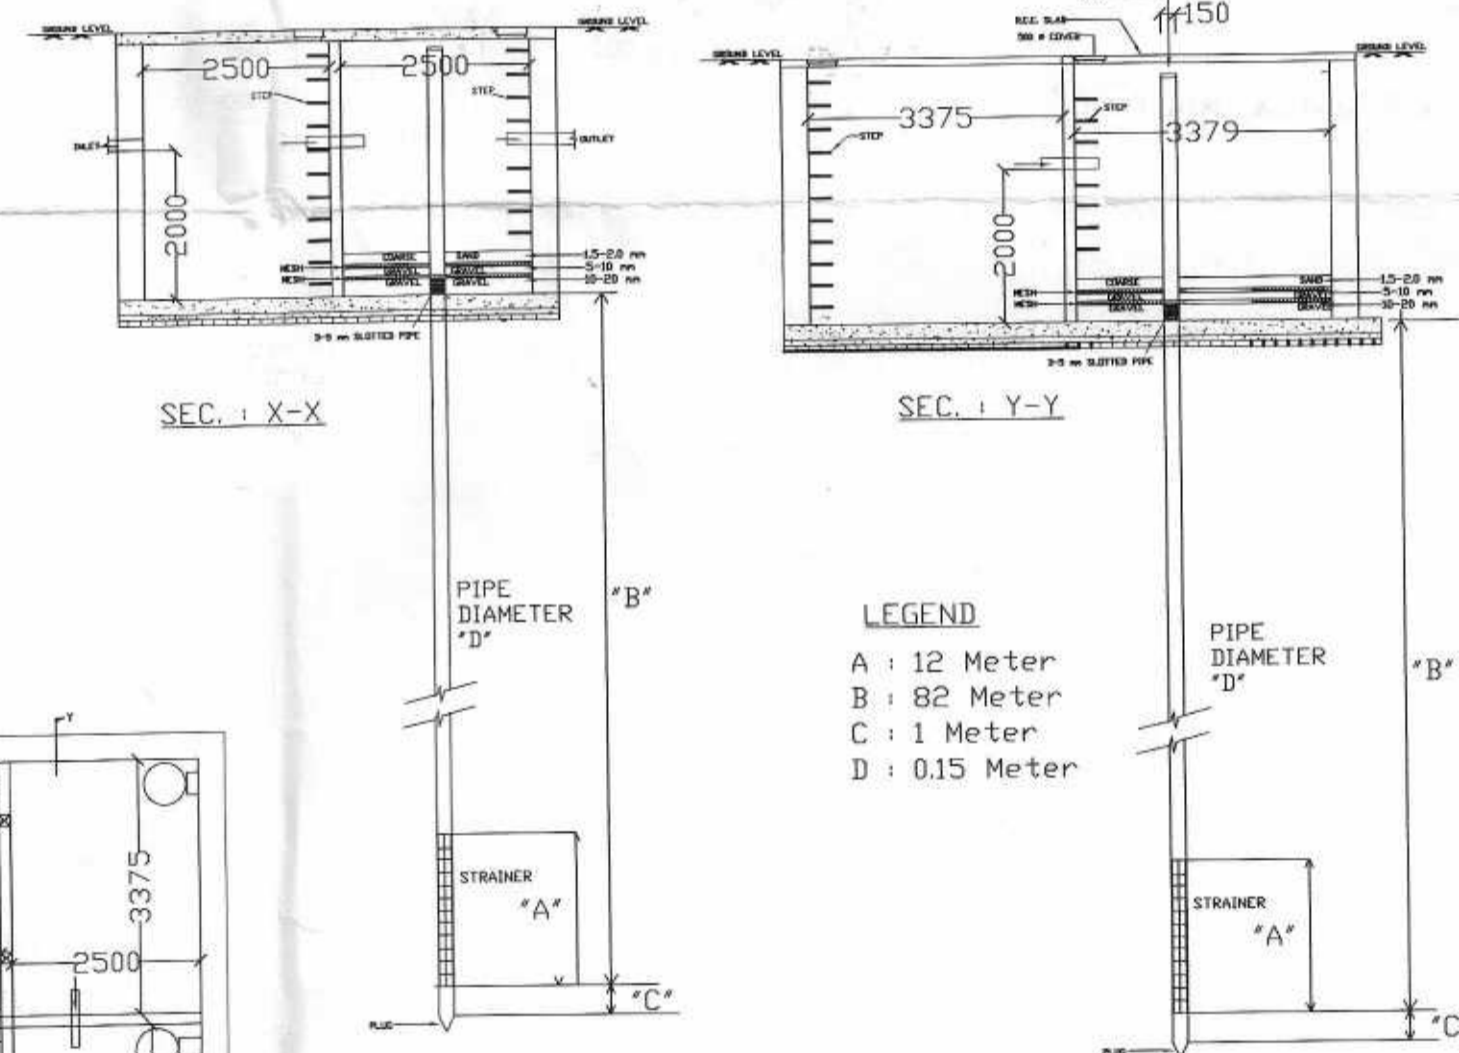 GROUND LEVEL
GROUND LEVEL
2500
2500
STEP
STEP
INLET
OUTLET
2000
COARSE SAND
1.5-2.0 mm
MESH
GRAVEL GRAVEL
5-10 mm
MESH
GRAVEL GRAVEL
10-20 mm
SLOTTED PIPE
SEC. : X-X
PIPE
DIAMETER
"D"
"B"
STRAINER
"A"
"C"
PLUG
150
R.C.C. SLAB
COVER
GROUND LEVEL
GROUND LEVEL
3375
STEP
STEP
3379
2000
COARSE SAND
1.5-2.0 mm
MESH
GRAVEL GRAVEL
5-10 mm
MESH
GRAVEL GRAVEL
10-20 mm
SLOTTED PIPE
SEC. : Y-Y
LEGEND
A : 12 Meter
B : 82 Meter
C : 1 Meter
D : 0.15 Meter
PIPE
DIAMETER
"D"
"B"
STRAINER
"A"
"C
PLUG
Y
3375
2500